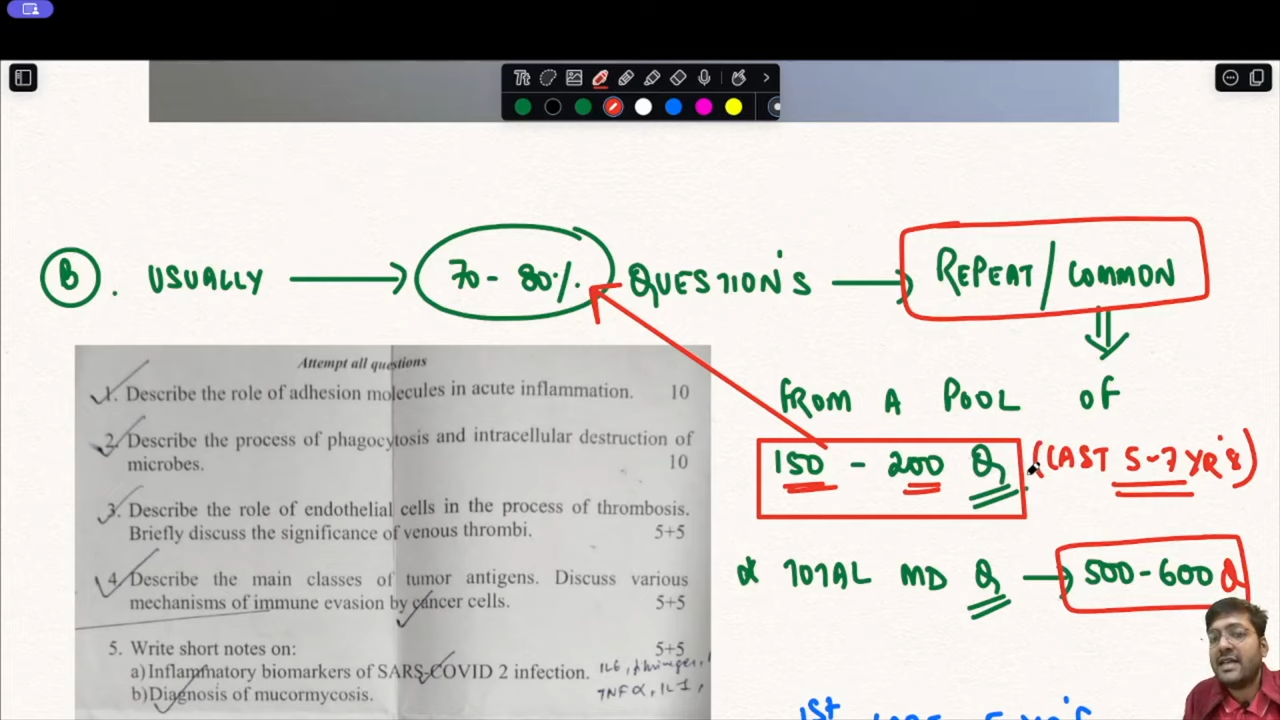 Tt
B. USUALLY → 70 - 80% QUESTION'S → REPEAT / COMMON
FROM A POOL OF
150 - 200 Q (LAST 5-7 YR'S)
TOTAL MD Q → 500-600 Q
Attempt all questions
1. Describe the role of adhesion molecules in acute inflammation. 10
2. Describe the process of phagocytosis and intracellular destruction of
microbes. 10
3. Describe the role of endothelial cells in the process of thrombosis.
Briefly discuss the significance of venous thrombi. 5+5
4. Describe the main classes of tumor antigens. Discuss various
mechanisms of immune evasion by cancer cells. 5+5
5. Write short notes on: 5+5
a) Inflammatory biomarkers of SARS-COVID 2 infection. IL6,
b) Diagnosis of mucormycosis. TNFα, IL1,
1st